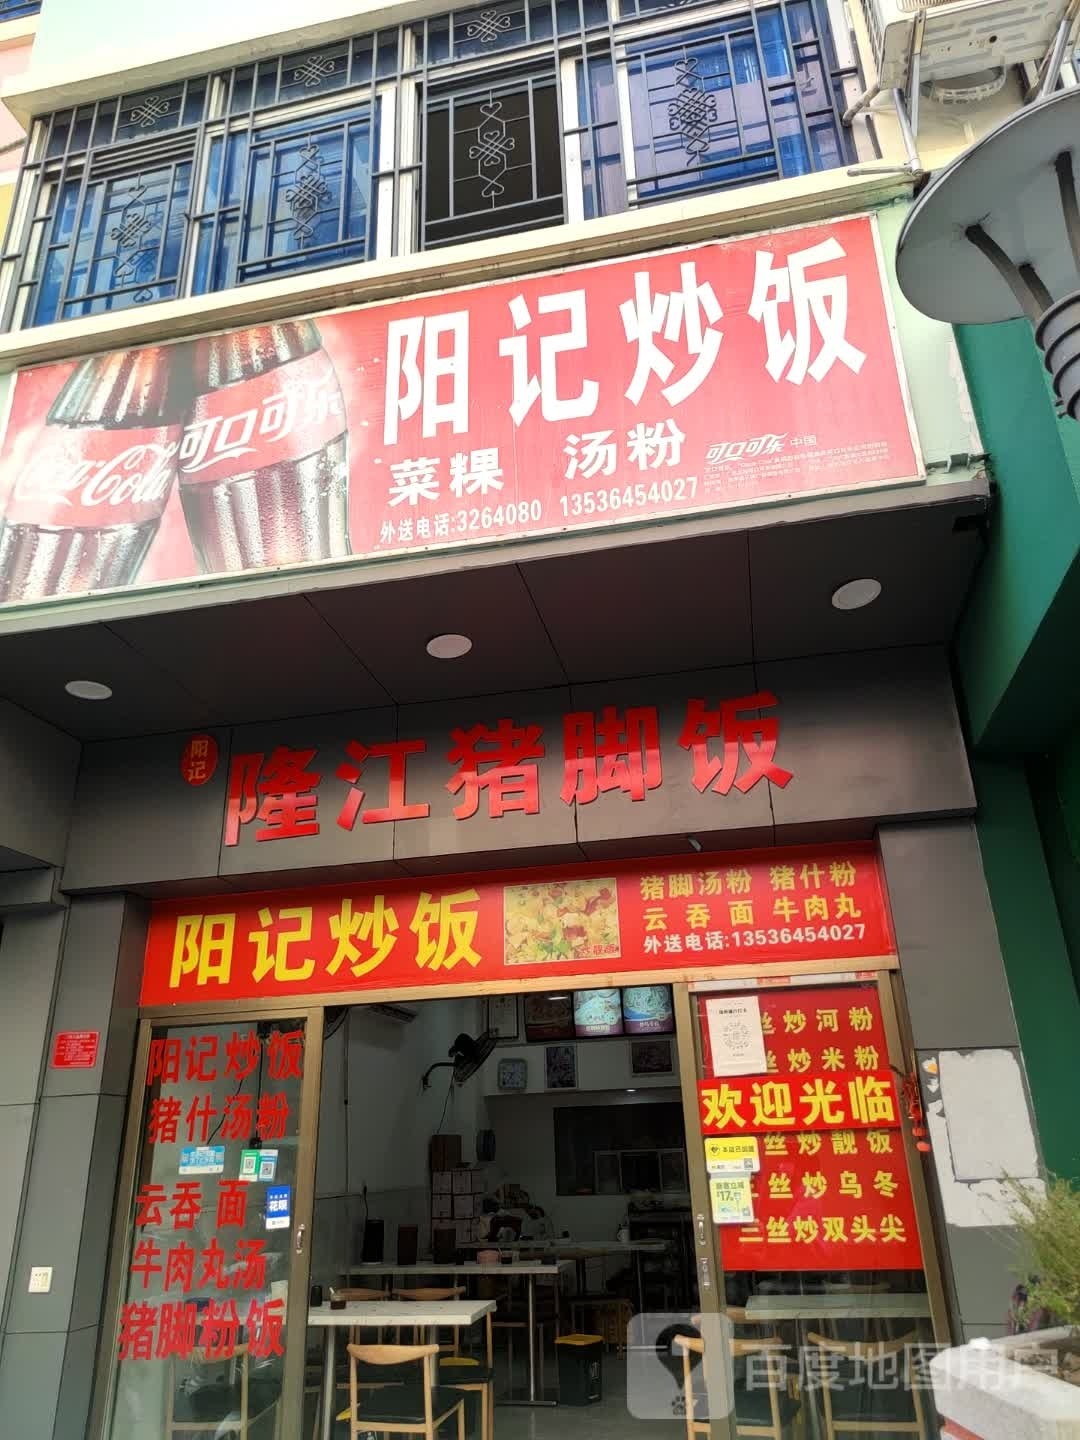 阳记炒饭
可口可乐
Coca-Cola
菜粿 汤粉
可口可乐 中国
外送电话:3264080 13536454027
阳记
隆江猪脚饭
阳记炒饭
猪脚汤粉 猪什粉
云吞面 牛肉丸
外送电话:13536454027
阳记炒饭
猪什汤粉
云吞面
牛肉丸汤
猪脚粉饭
花呗
丝炒河粉
丝炒米粉
欢迎光临
丝炒靓饭
丝炒乌冬
三丝炒双头尖
百度地图用户